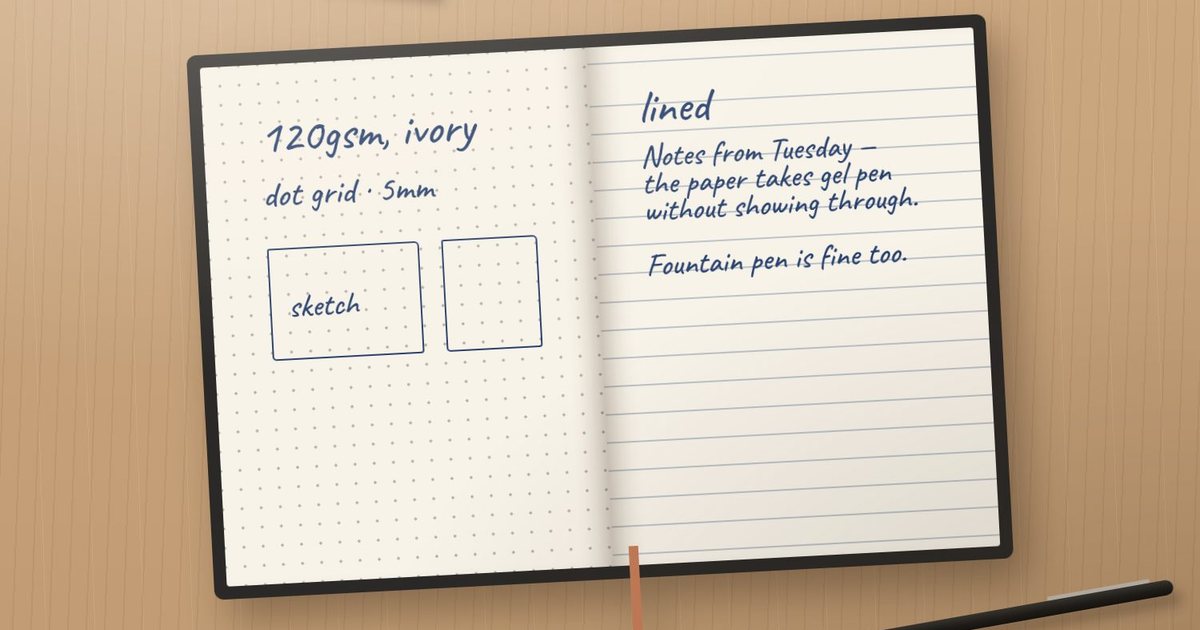 120gsm, ivory
dot grid · 5mm
sketch
lined
Notes from Tuesday –
the paper takes gel pen
without showing through.
Fountain pen is fine too.